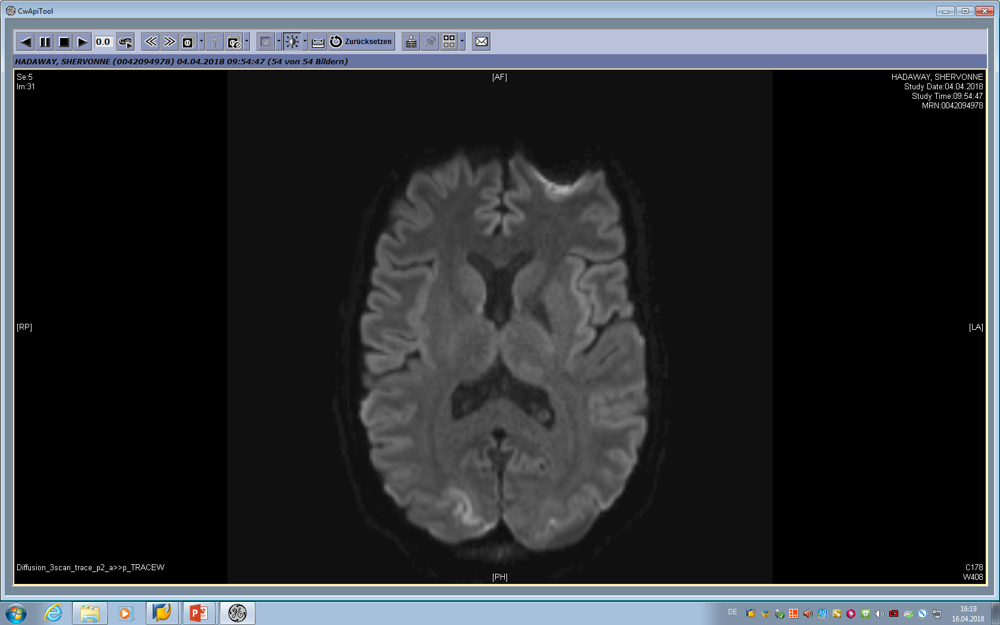 CwApiTool
0.0
Zurücksetzen
HADAWAY, SHERVONNE (0042094978) 04.04.2018 09:54:47 (54 von 54 Bildern)
Se:5
Im:31
[AF]
HADAWAY, SHERVONNE
Study Date:04.04.2018
Study Time:09:54:47
MRN:0042094978
[RP]
[LA]
Diffusion_3scan_trace_p2_a>>p_TRACEW
[PH]
C178
W408
DE
16:19
16.04.2018